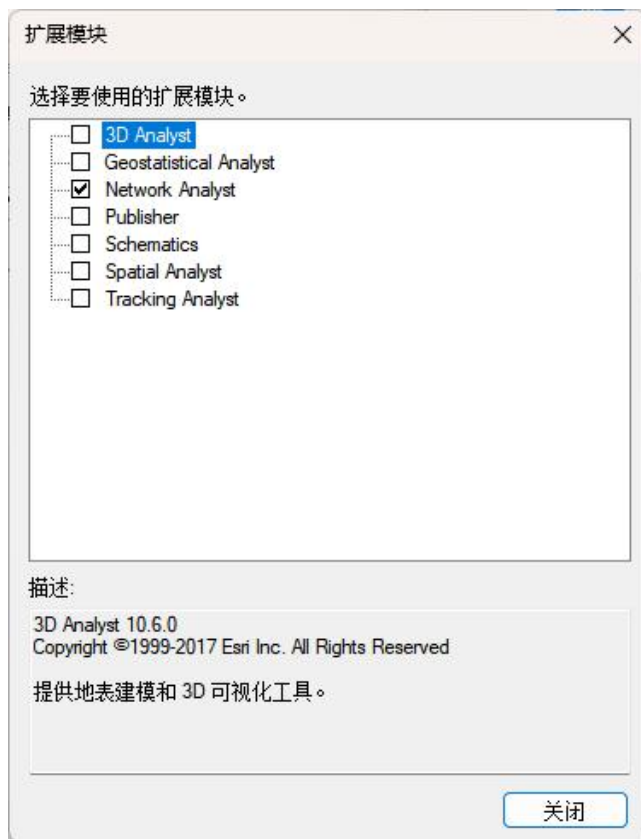 扩展模块
选择要使用的扩展模块。
3D Analyst
Geostatistical Analyst
Network Analyst
Publisher
Schematics
Spatial Analyst
Tracking Analyst
描述:
3D Analyst 10.6.0
Copyright ©1999-2017 Esri Inc. All Rights Reserved
提供地表建模和 3D 可视化工具。
关闭